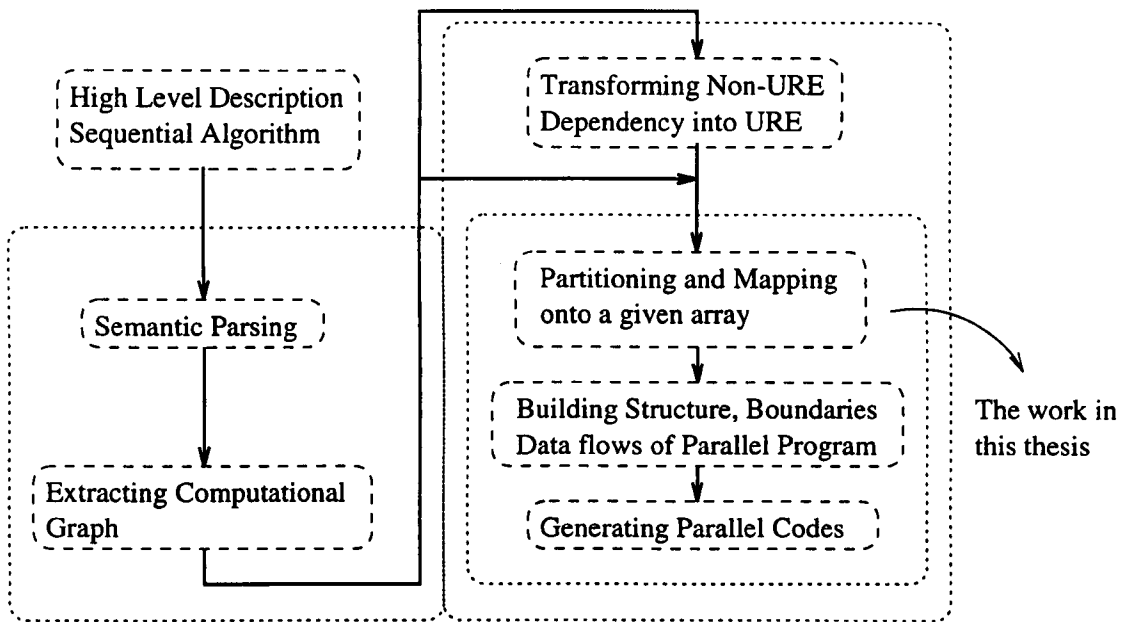 High Level Description
Sequential Algorithm
Semantic Parsing
Extracting Computational
Graph
Transforming Non-URE
Dependency into URE
Partitioning and Mapping
onto a given array
Building Structure, Boundaries
Data flows of Parallel Program
Generating Parallel Codes
The work in
this thesis